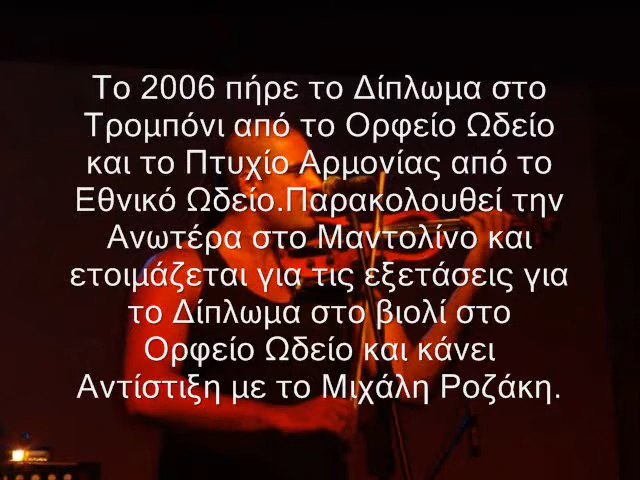 Το 2006 πήρε το Δίπλωμα στο
Τρομπόνι από το Ορφείο Ωδείο
και το Πτυχίο Αρμονίας από το
Εθνικό Ωδείο.Παρακολουθεί την
Ανωτέρα στο Μαντολίνο και
ετοιμάζεται για τις εξετάσεις για
το Δίπλωμα στο βιολί στο
Ορφείο Ωδείο και κάνει
Αντίστιξη με το Μιχάλη Ροζάκη.